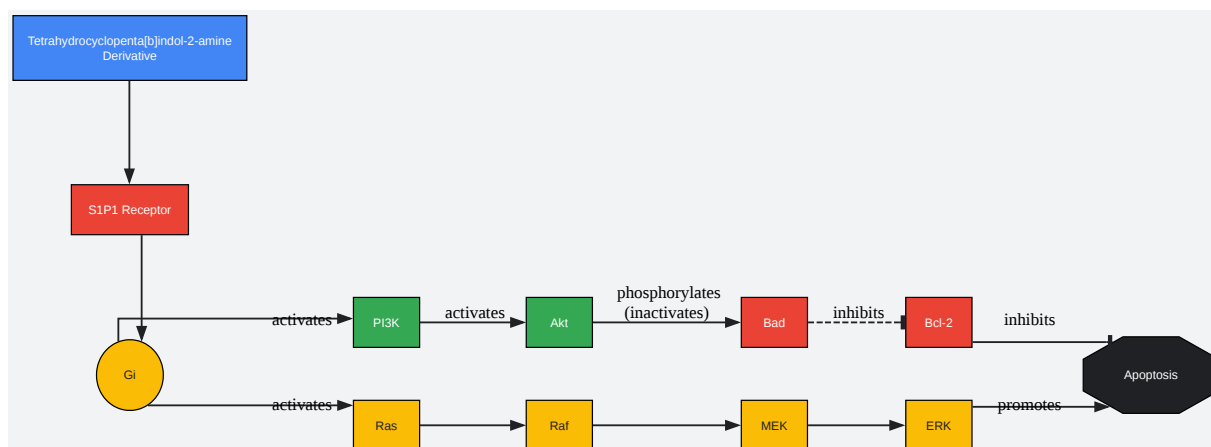 Tetrahydrocyclopenta[b]indol-2-amine
Derivative
S1P1 Receptor
phosphorylates
(inactivates)
activates
PI3K
activates
Akt
Bad
inhibits
Bcl-2
inhibits
Gi
Apoptosis
activates
Ras
Raf
MEK
ERK
promotes